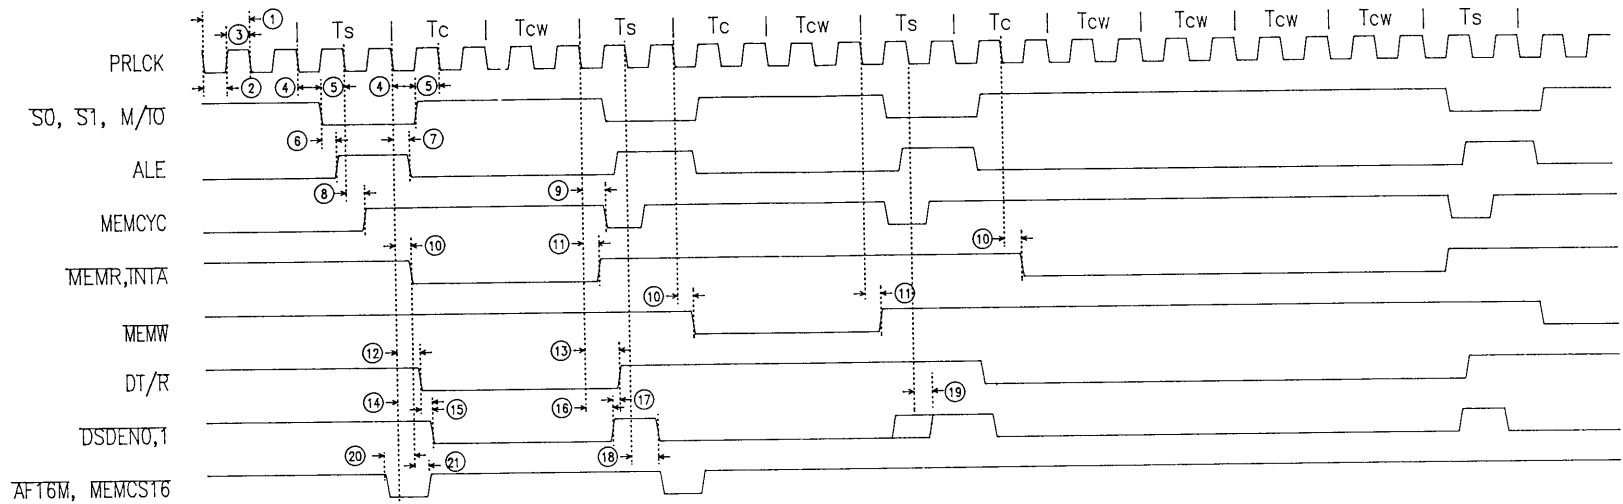 ① Ts Tc Tcw Ts Tc Tcw Ts Tc Tcw Tcw Tcw Tcw Ts
③
PRLCK
② ④ ⑤ ④ ⑤
S0, S1, M/IO
⑥ ⑦
ALE
⑧ ⑨
MEMCYC
⑩ ⑪ ⑩
MEMR,INTA
⑩ ⑪
MEMW
⑫ ⑬
DT/R
⑭ ⑮ ⑯ ⑰ ⑲
DSDEN0,1
⑳ ㉑ ⑱
AF16M, MEMCS16